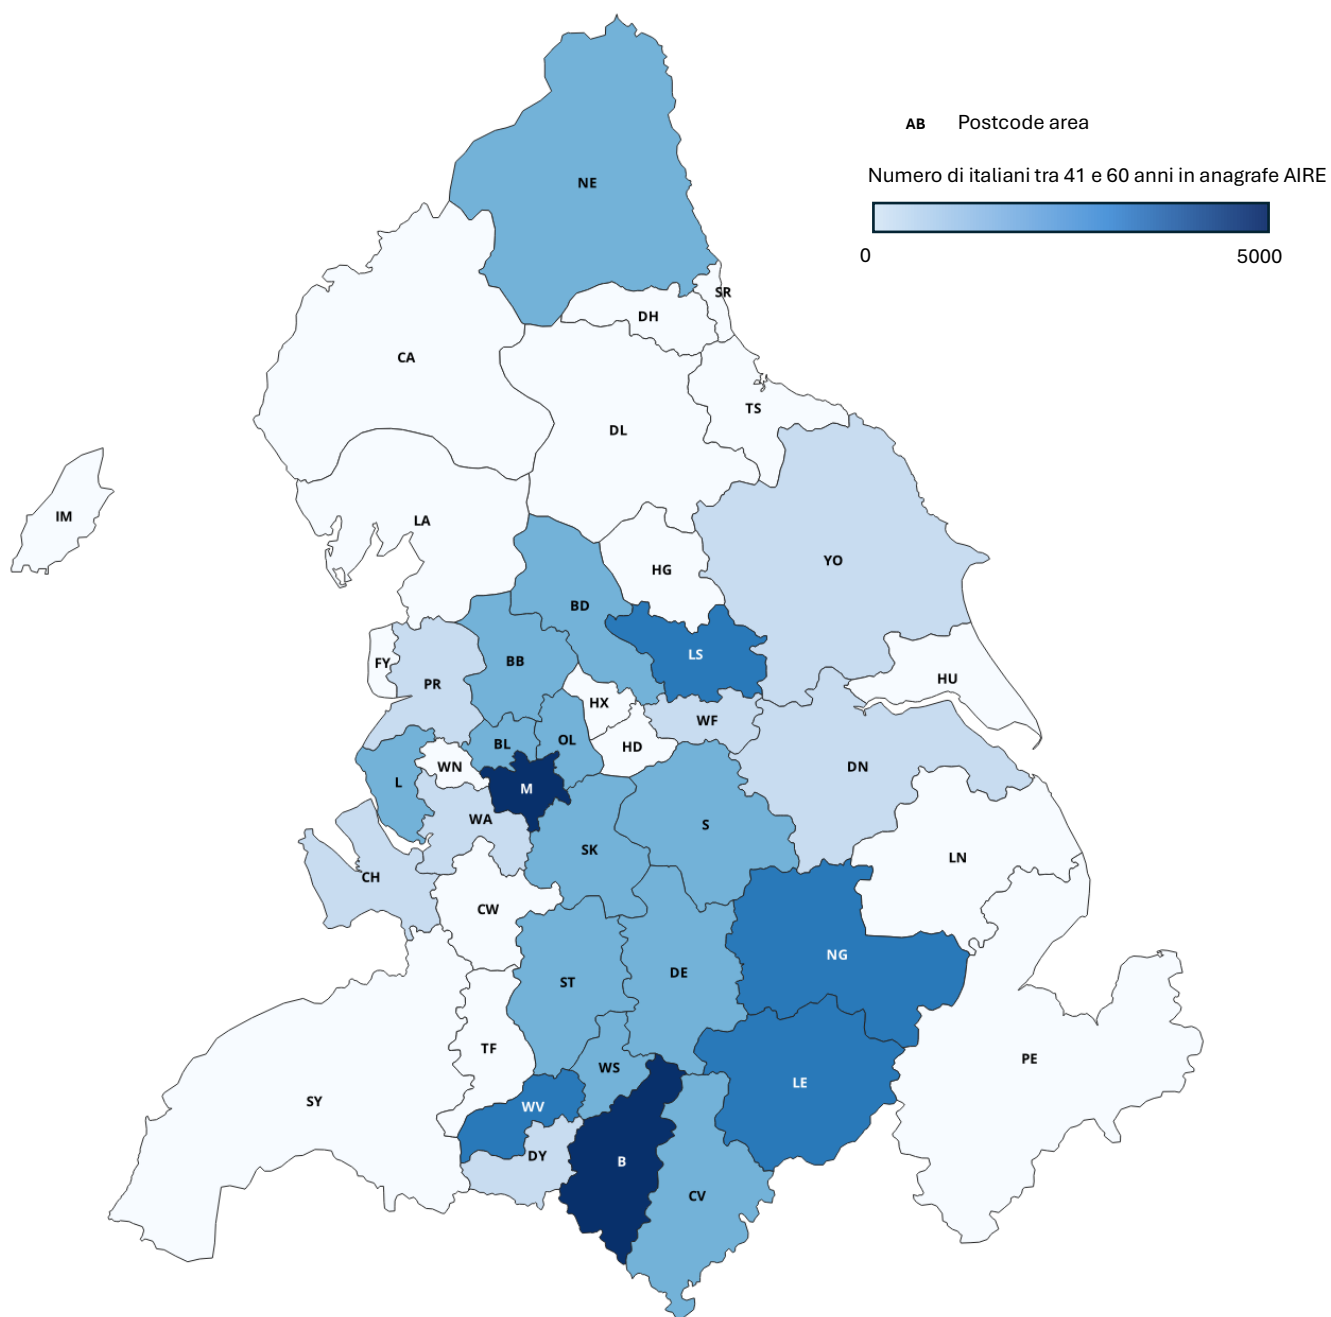 NE
AB Postcode area
Numero di italiani tra 41 e 60 anni in anagrafe AIRE
0 5000
SR
DH
CA
TS
DL
IM
LA
YO
HG
BD
LS
BB
FY
HU
PR
HX
WF
OL
BL
HD
WN
DN
L
M
WA
S
SK
LN
CH
CW
NG
DE
ST
TF
PE
WS
LE
SY
WV
DY
B
CV